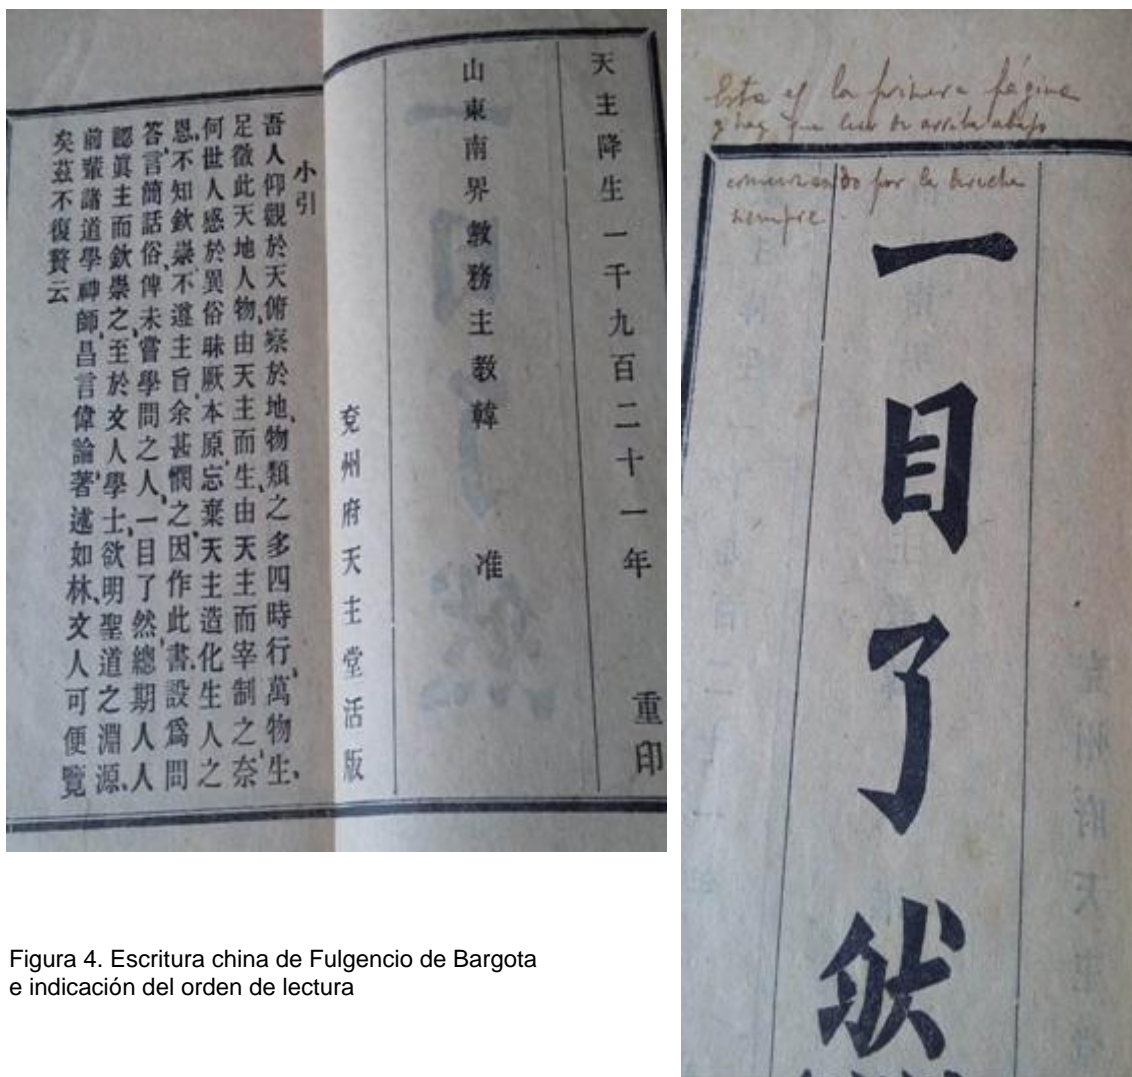 天主降生一千九百二十一年 重印
山東南界教務主教韓 准
兗州府天主堂活版
小引
吾人仰觀於天、俯察於地、物類之多四時行、萬物生、
足徵此天地人物、由天主而生、由天主而宰制之奈
何世人感於異俗昧厥本原、忘棄天主造化生人之
恩、不知欽崇、不遵主旨、余甚憫之、因作此書、設爲問
答、言簡話俗、俾未嘗學問之人、一目了然、總期人人
認眞主而欽崇之、至於文人學士、欲明聖道之淵源、
前輩諸道學神師、昌言偉論、著述如林、文人可便覽
矣茲不復贅云
Esta es la primera página
y hay que leer de arriba abajo
comenzando por la derecha
siempre.
一目了然
Figura 4. Escritura china de Fulgencio de Bargota
e indicación del orden de lectura